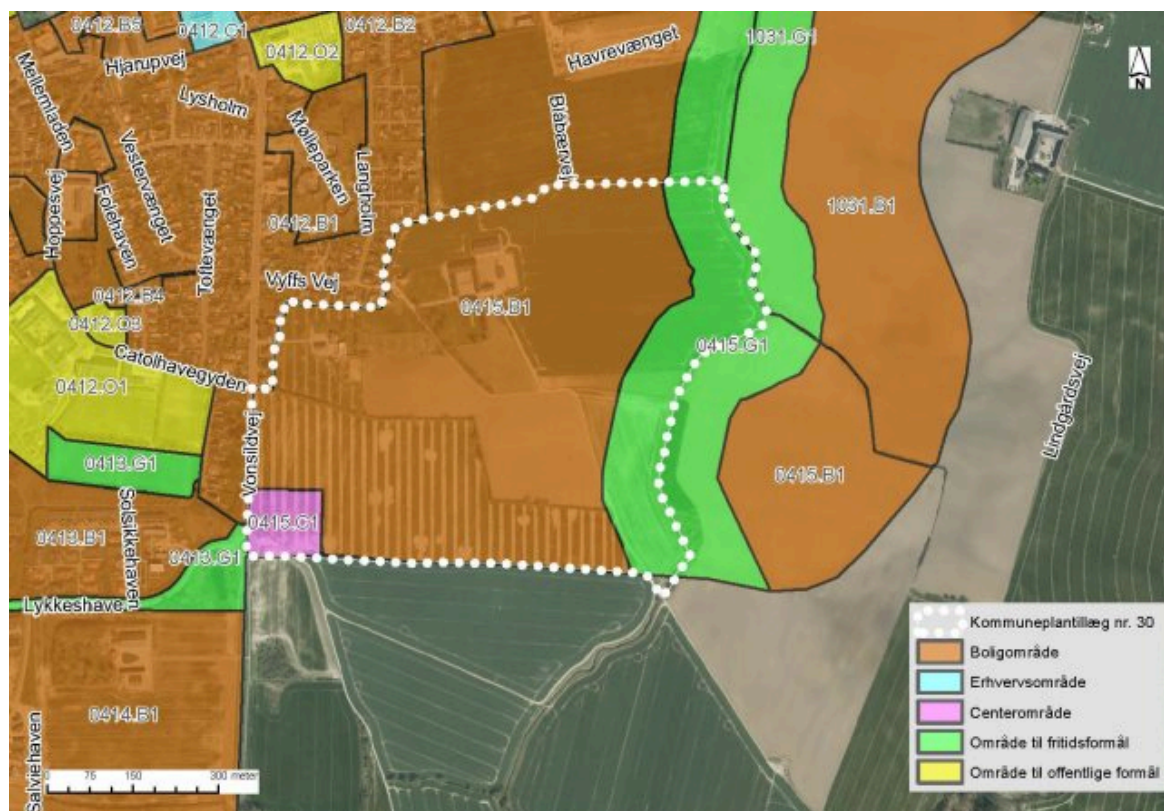 0412.B5
0412.C1
0412.O2
0412.B2
1031.G1
Hjarupvej
Havrevænget
N
Mellemladen
Lysholm
Blåbærvej
Mølleparken
Langholm
Vestervænget
Hoppesvej
Folehaven
Toftevænget
0412.B1
1031.B1
Vyffs Vej
0412.B4
0415.B1
0412.O3
0415.G1
Catolhavegyden
0412.O1
Lindgårdsvej
Vonsildvej
0413.G1
0415.B1
Solsikkehaven
0415.C1
0413.B1
0413.G1
Lykkeshave
0414.B1
Salviehaven
0 75 150 300 meter
Kommuneplantillæg nr. 30
Boligområde
Erhvervsområde
Centerområde
Område til fritidsformål
Område til offentlige formål